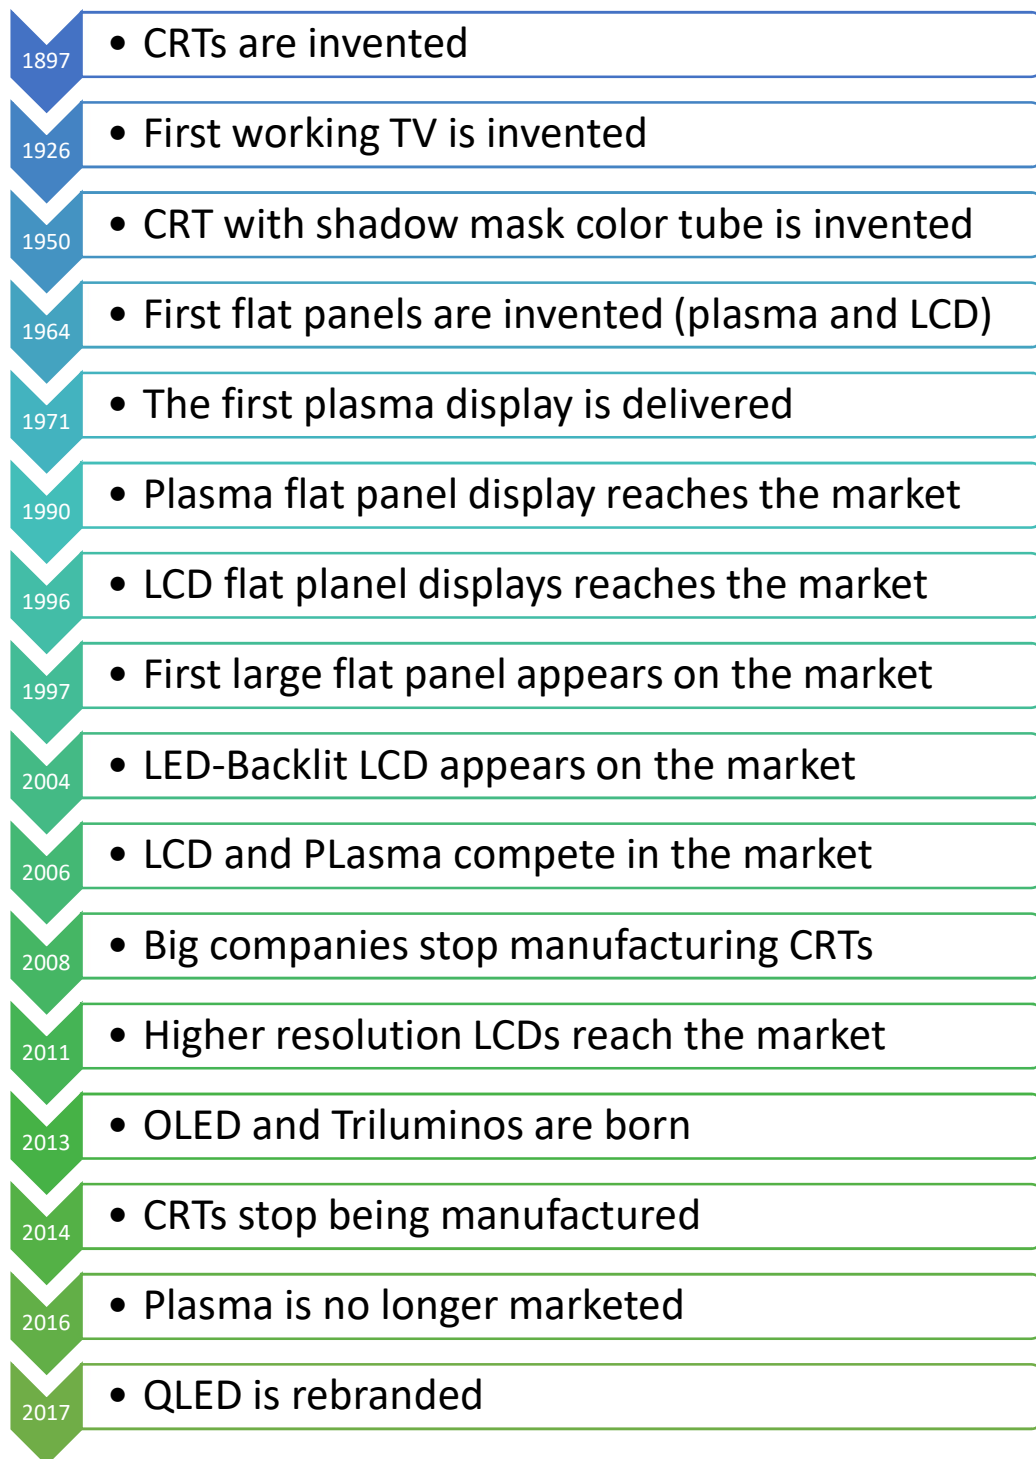 1897
• CRTs are invented
1926
• First working TV is invented
1950
• CRT with shadow mask color tube is invented
1964
• First flat panels are invented (plasma and LCD)
1971
• The first plasma display is delivered
1990
• Plasma flat panel display reaches the market
1996
• LCD flat planel displays reaches the market
1997
• First large flat panel appears on the market
2004
• LED-Backlit LCD appears on the market
2006
• LCD and PLasma compete in the market
2008
• Big companies stop manufacturing CRTs
2011
• Higher resolution LCDs reach the market
2013
• OLED and Triluminos are born
2014
• CRTs stop being manufactured
2016
• Plasma is no longer marketed
2017
• QLED is rebranded